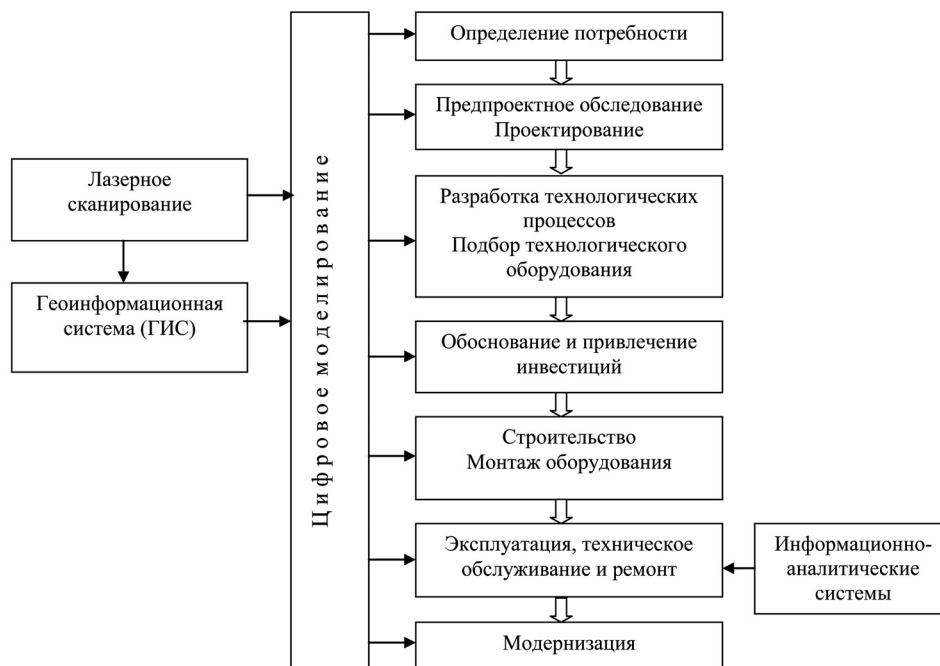 Лазерное
сканирование
Геоинформационная
система (ГИС)
Цифровое моделирование
Определение потребности
Предпроектное обследование
Проектирование
Разработка технологических
процессов
Подбор технологического
оборудования
Обоснование и привлечение
инвестиций
Строительство
Монтаж оборудования
Эксплуатация, техническое
обслуживание и ремонт
Информационно-
аналитические
системы
Модернизация